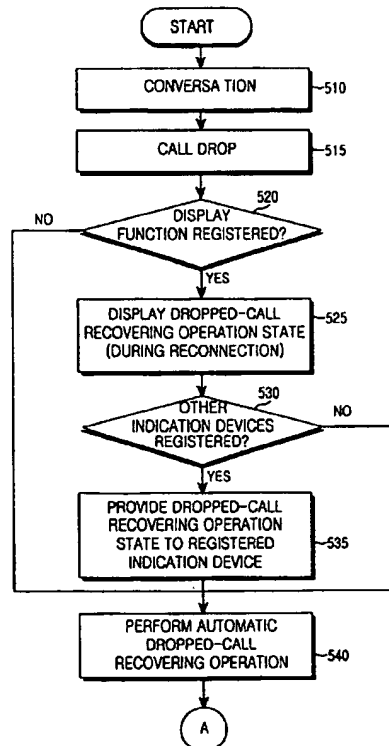 START
CONVERSATION
510
CALL DROP
515
520
DISPLAY
FUNCTION REGISTERED?
NO
YES
DISPLAY DROPPED-CALL
RECOVERING OPERATION STATE
(DURING RECONNECTION)
525
530
OTHER
INDICATION DEVICES
REGISTERED?
NO
YES
PROVIDE DROPPED-CALL
RECOVERING OPERATION
STATE TO REGISTERED
INDICATION DEVICE
535
PERFORM AUTOMATIC
DROPPED-CALL
RECOVERING OPERATION
540
A